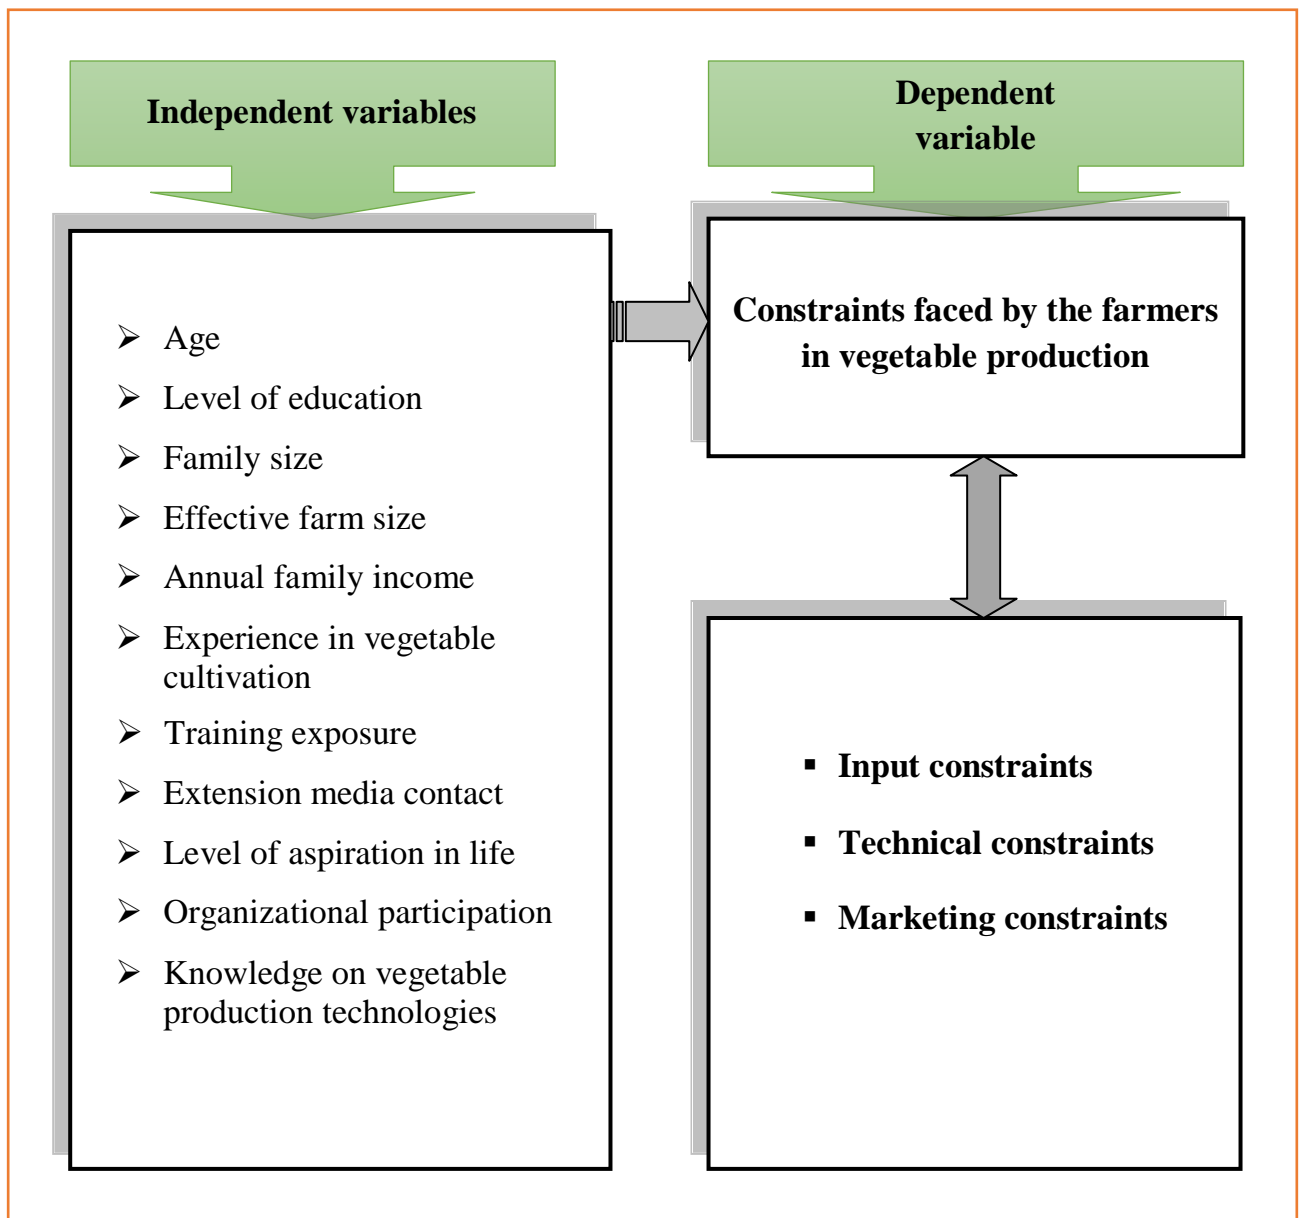 Independent variables
Dependent
variable
Age
Level of education
Family size
Effective farm size
Annual family income
Experience in vegetable
cultivation
Training exposure
Extension media contact
Level of aspiration in life
Organizational participation
Knowledge on vegetable
production technologies
Constraints faced by the farmers
in vegetable production
Input constraints
Technical constraints
Marketing constraints